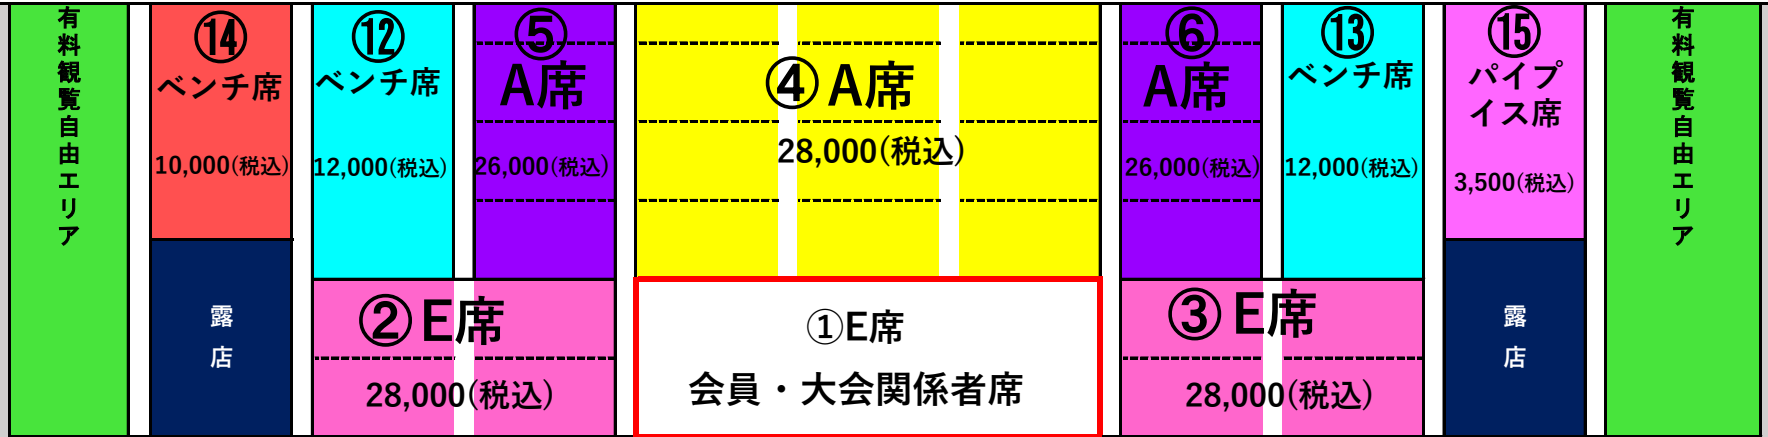 有料観覧自由エリア
⑭
ベンチ席
10,000(税込)
露店
⑫
ベンチ席
12,000(税込)
⑤
A席
26,000(税込)
②E席
28,000(税込)
④A席
28,000(税込)
①E席
会員・大会関係者席
⑥
A席
26,000(税込)
⑬
ベンチ席
12,000(税込)
③E席
28,000(税込)
⑮
パイプ
イス席
3,500(税込)
露店
有料観覧自由エリア